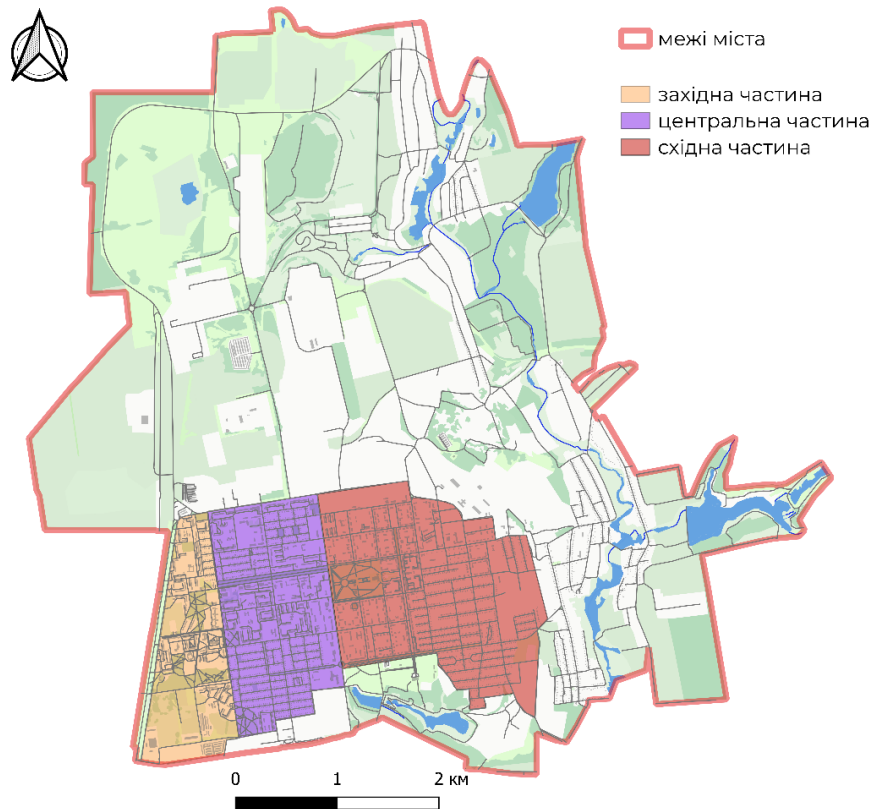 межі міста
західна частина
центральна частина
східна частина
0 1 2 км